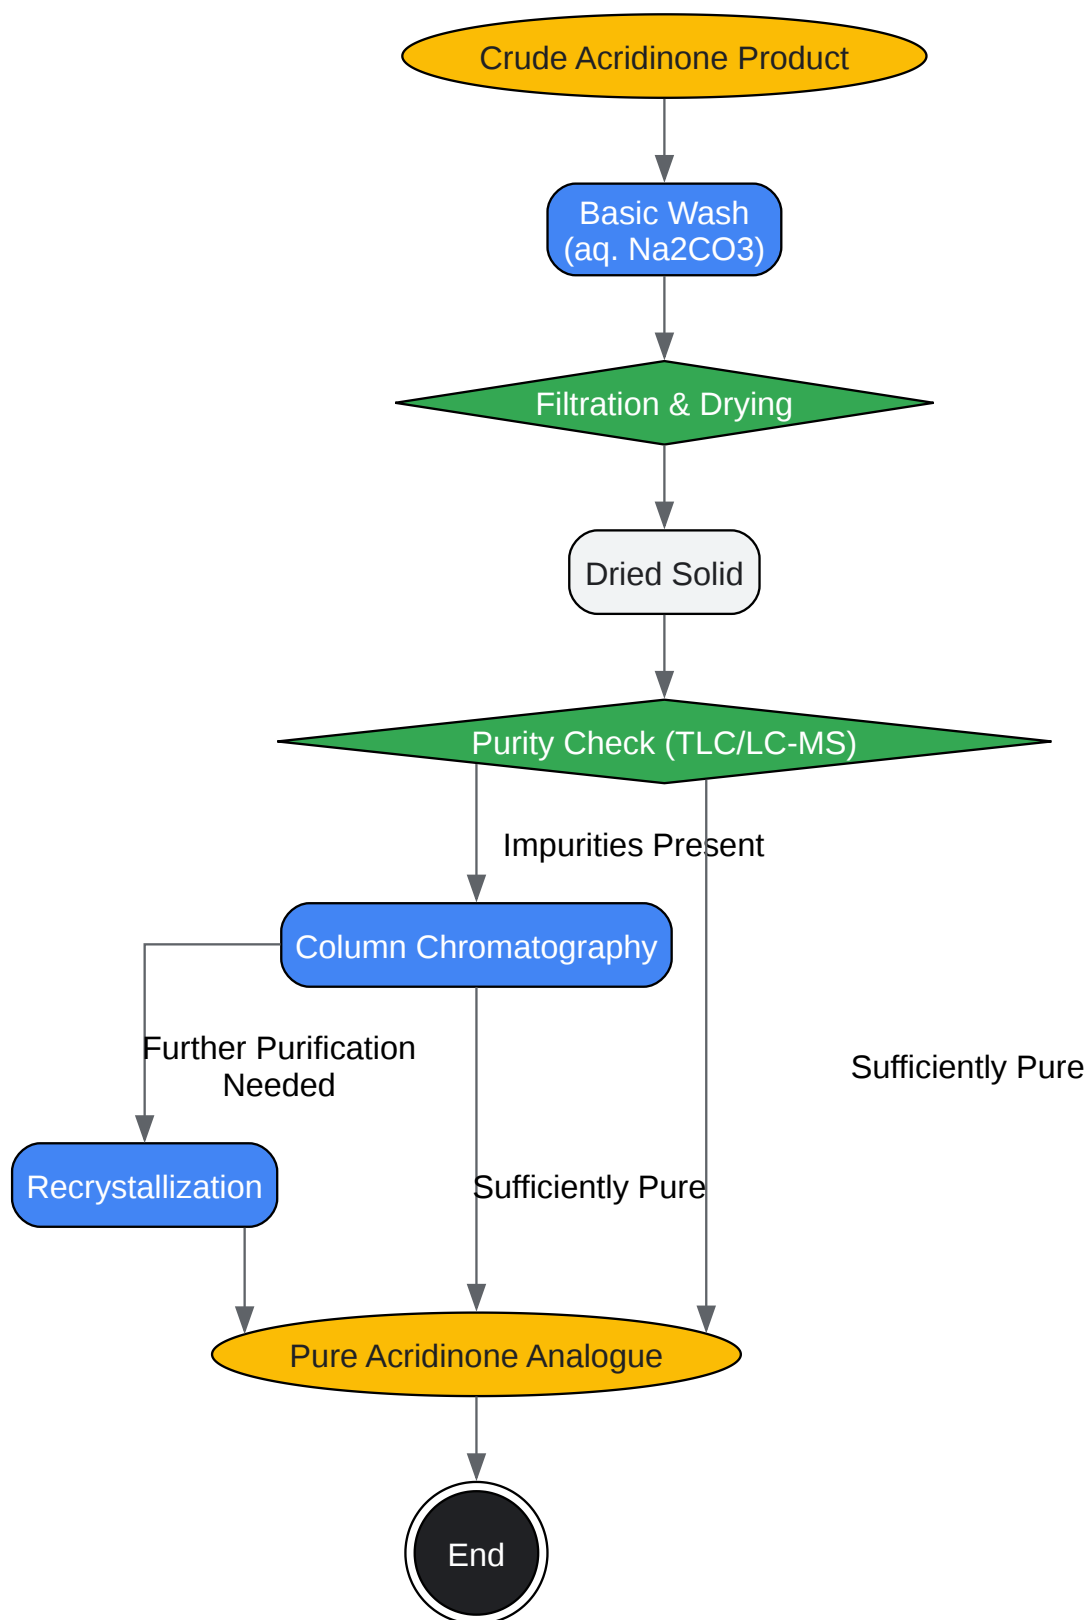 Crude Acridinone Product
Basic Wash
(aq. Na2CO3)
Filtration & Drying
Dried Solid
Purity Check (TLC/LC-MS)
Impurities Present
Column Chromatography
Further Purification
Needed
Sufficiently Pure
Recrystallization
Sufficiently Pure
Pure Acridinone Analogue
End